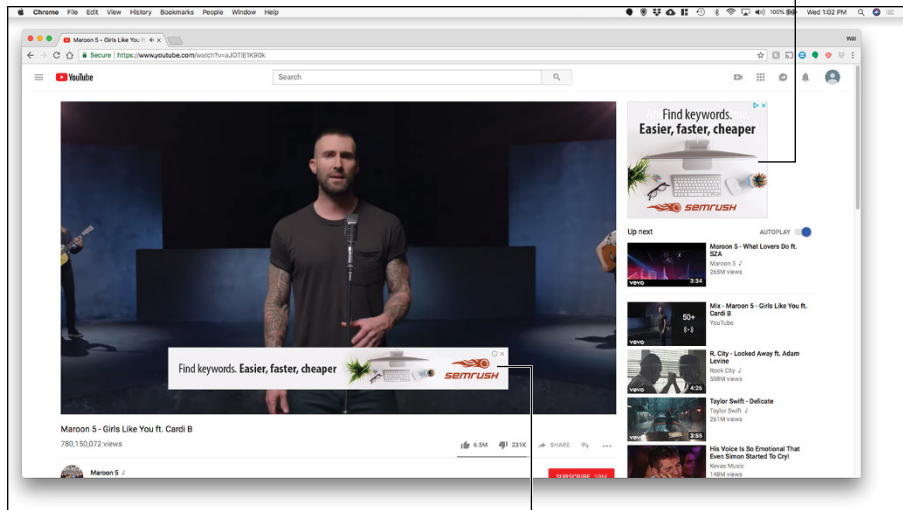 Chrome File Edit View History Bookmarks People Window Help
100% Wed 1:02 PM
Maroon 5 - Girls Like You ft
Will
Secure https://www.youtube.com/watch?v=aJOTlE1K90k
YouTube
Search
Find keywords.
Easier, faster, cheaper
semrush
Up next
AUTOPLAY
Maroon 5 - What Lovers Do ft.
SZA
Maroon 5
265M views
vevo
3:34
Mix - Maroon 5 - Girls Like You ft.
Cardi B
YouTube
50+
vevo
R. City - Locked Away ft. Adam
Levine
Rock City
588M views
vevo
4:26
Taylor Swift - Delicate
Taylor Swift
261M views
vevo
3:55
His Voice Is So Emotional That
Even Simon Started To Cry!
Kevas Music
148M views
Find keywords. Easier, faster, cheaper
semrush
Maroon 5 - Girls Like You ft. Cardi B
780,150,072 views
6.5M 231K SHARE
Maroon 5
SUBSCRIBE 19M